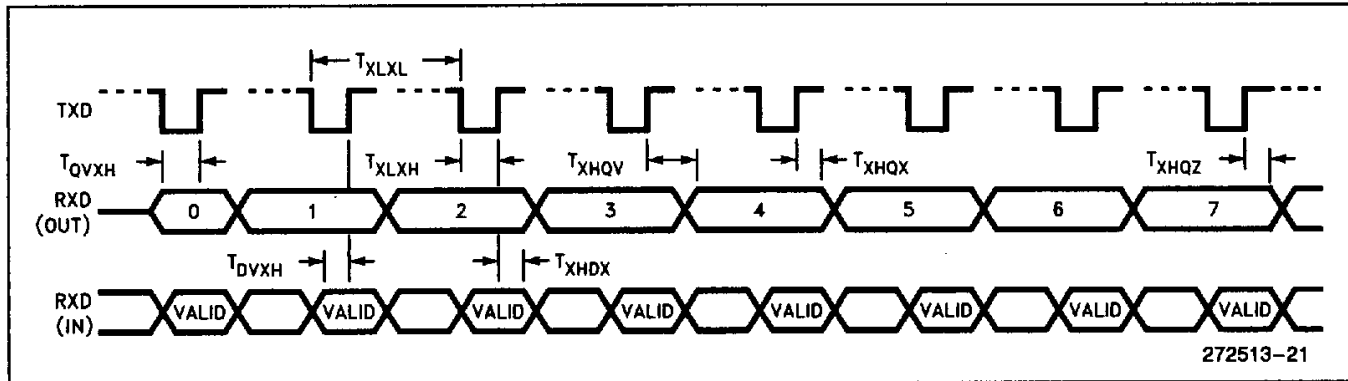 T_XLXL
TXD
T_QVXH T_XLXH T_XHQV T_XHQX T_XHQZ
RXD
(OUT)
0 1 2 3 4 5 6 7
T_DVXH T_XHDX
RXD
(IN)
VALID VALID VALID VALID VALID VALID VALID VALID
272513-21